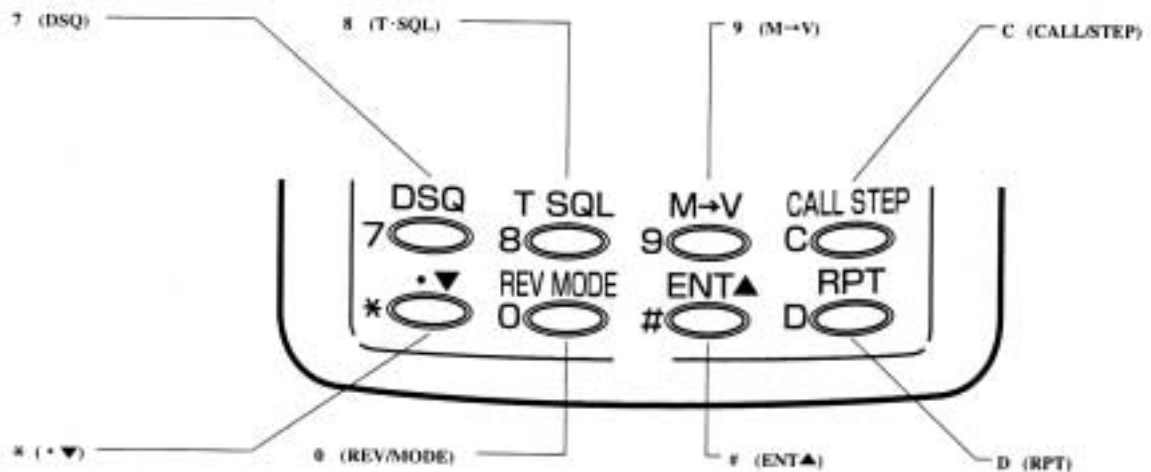 7 (DSQ)
8 (T·SQL)
9 (M→V)
C (CALL/STEP)
DSQ
T SQL
M→V
CALL STEP
7
8
9
C
· ▼
REV MODE
ENT▲
RPT
*
0
#
D
* (· ▼)
0 (REV/MODE)
# (ENT▲)
D (RPT)